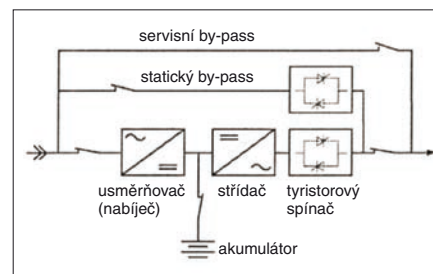 servisní by-pass
statický by-pass
usměrňovač
(nabíječ)
střídač
tyristorový
spínač
akumulátor